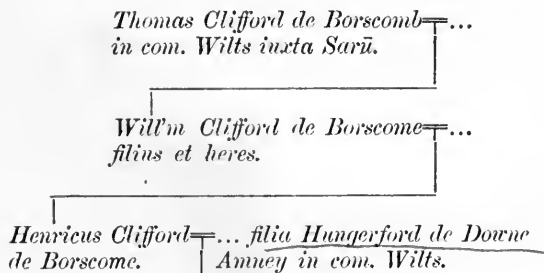 Thomas Clifford de Borscomb=...
in com. Wilts iuxta Sarū.
Will'm Clifford de Borscome=...
filius et heres.
Henricus Clifford=... filia Hungerford de Downe
de Borscome. Amney in com. Wilts.